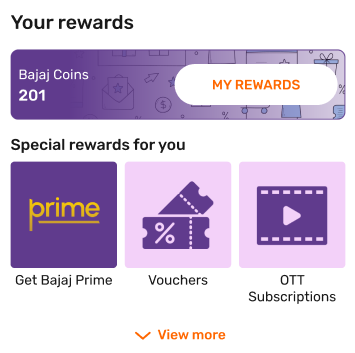 Your rewards
Bajaj Coins
201
MY REWARDS
Special rewards for you
prime
Get Bajaj Prime
Vouchers
OTT
Subscriptions
View more